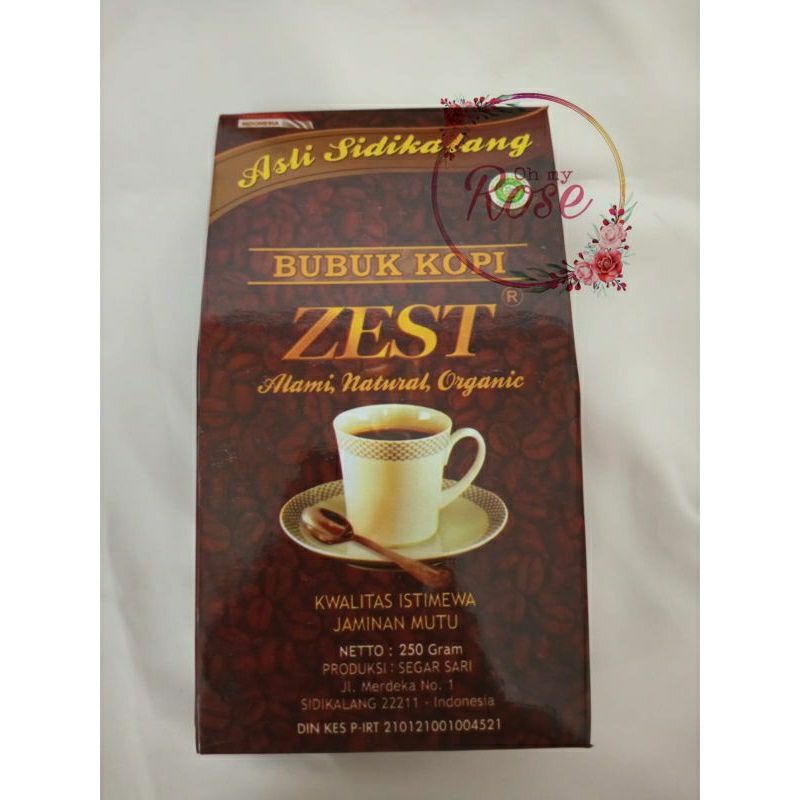 INDONESIA
Asli Sidikalang
Oh my
Rose
BUBUK KOPI
ZEST®
Alami, Natural, Organic
KWALITAS ISTIMEWA
JAMINAN MUTU
NETTO : 250 Gram
PRODUKSI : SEGAR SARI
Jl. Merdeka No. 1
SIDIKALANG 22211 - Indonesia
DIN KES P-IRT 210121001004521